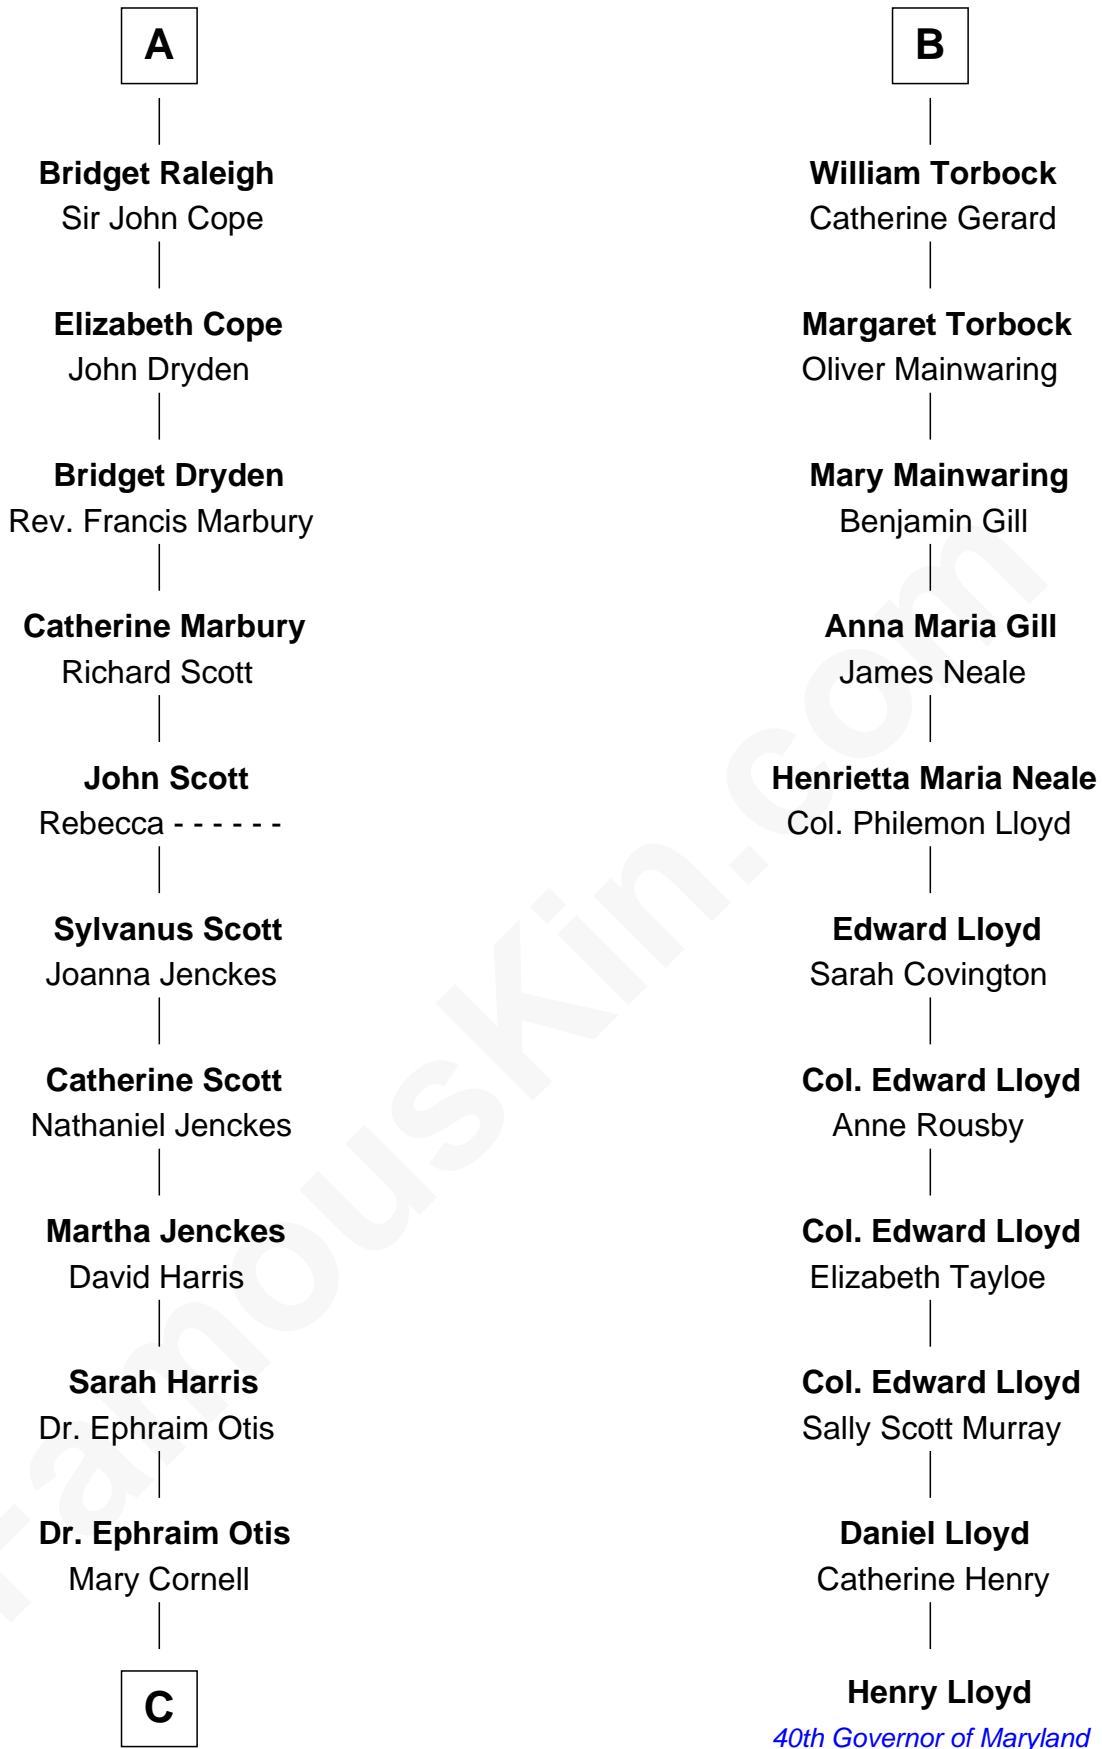 A
Bridget Raleigh
Sir John Cope
Elizabeth Cope
John Dryden
Bridget Dryden
Rev. Francis Marbury
Catherine Marbury
Richard Scott
John Scott
Rebecca - - - - - -
Sylvanus Scott
Joanna Jenckes
Catherine Scott
Nathaniel Jenckes
Martha Jenckes
David Harris
Sarah Harris
Dr. Ephraim Otis
Dr. Ephraim Otis
Mary Cornell
C
B
William Torbock
Catherine Gerard
Margaret Torbock
Oliver Mainwaring
Mary Mainwaring
Benjamin Gill
Anna Maria Gill
James Neale
Henrietta Maria Neale
Col. Philemon Lloyd
Edward Lloyd
Sarah Covington
Col. Edward Lloyd
Anne Rousby
Col. Edward Lloyd
Elizabeth Tayloe
Col. Edward Lloyd
Sally Scott Murray
Daniel Lloyd
Catherine Henry
Henry Lloyd
40th Governor of Maryland
FamousKin.com